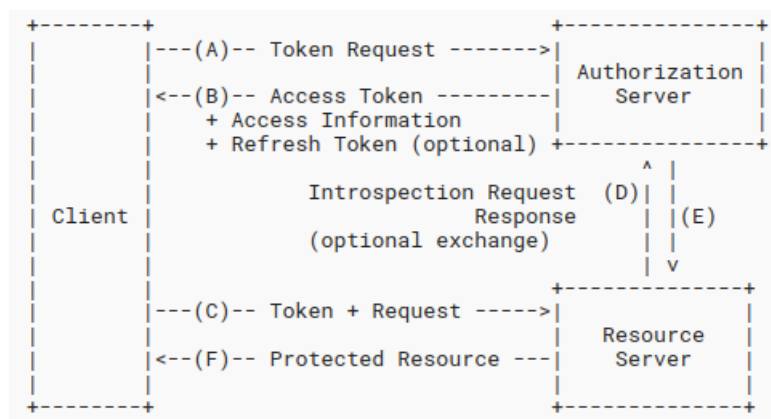 +--------+                               +---------------+
|        |---(A)-- Token Request ------->|               |
|        |                               | Authorization |
|        |<--(B)-- Access Token ---------|    Server     |
|        |    + Access Information       |               |
|        |    + Refresh Token (optional) +---------------+
|        |                                      ^ |
|        |            Introspection Request  (D)| |
| Client |                         Response     | |(E)
|        |            (optional exchange)       | |
|        |                                      | v
|        |                               +--------------+
|        |---(C)-- Token + Request ----->|              |
|        |                               |   Resource   |
|        |<--(F)-- Protected Resource ---|    Server    |
|        |                               |              |
+--------+                               +--------------+